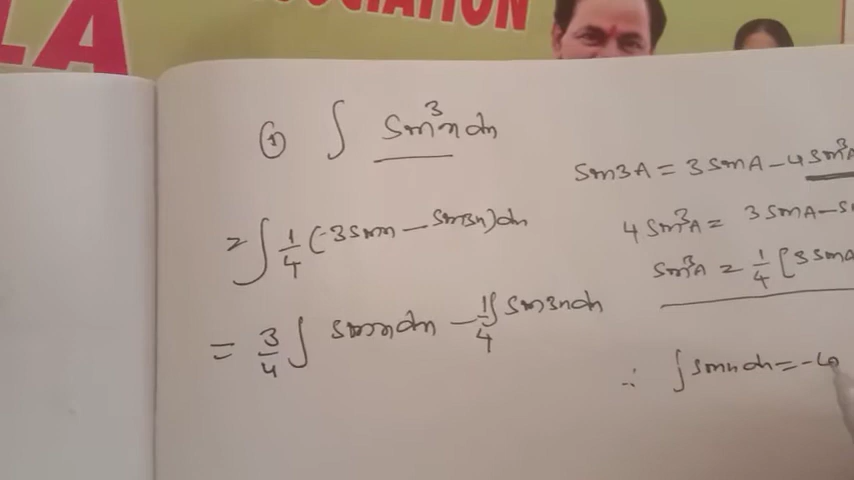 LA
OCIATION
① ∫ sin³x dx
= ∫ 1/4 (3sinx – sin3x) dx
= 3/4 ∫ sinx dx – 1/4 ∫ sin3x dx
sin3A = 3sinA – 4sin³A
4sin³A = 3sinA – s
sin³A = 1/4 [3sinA
∴ ∫ sinx dx = –co